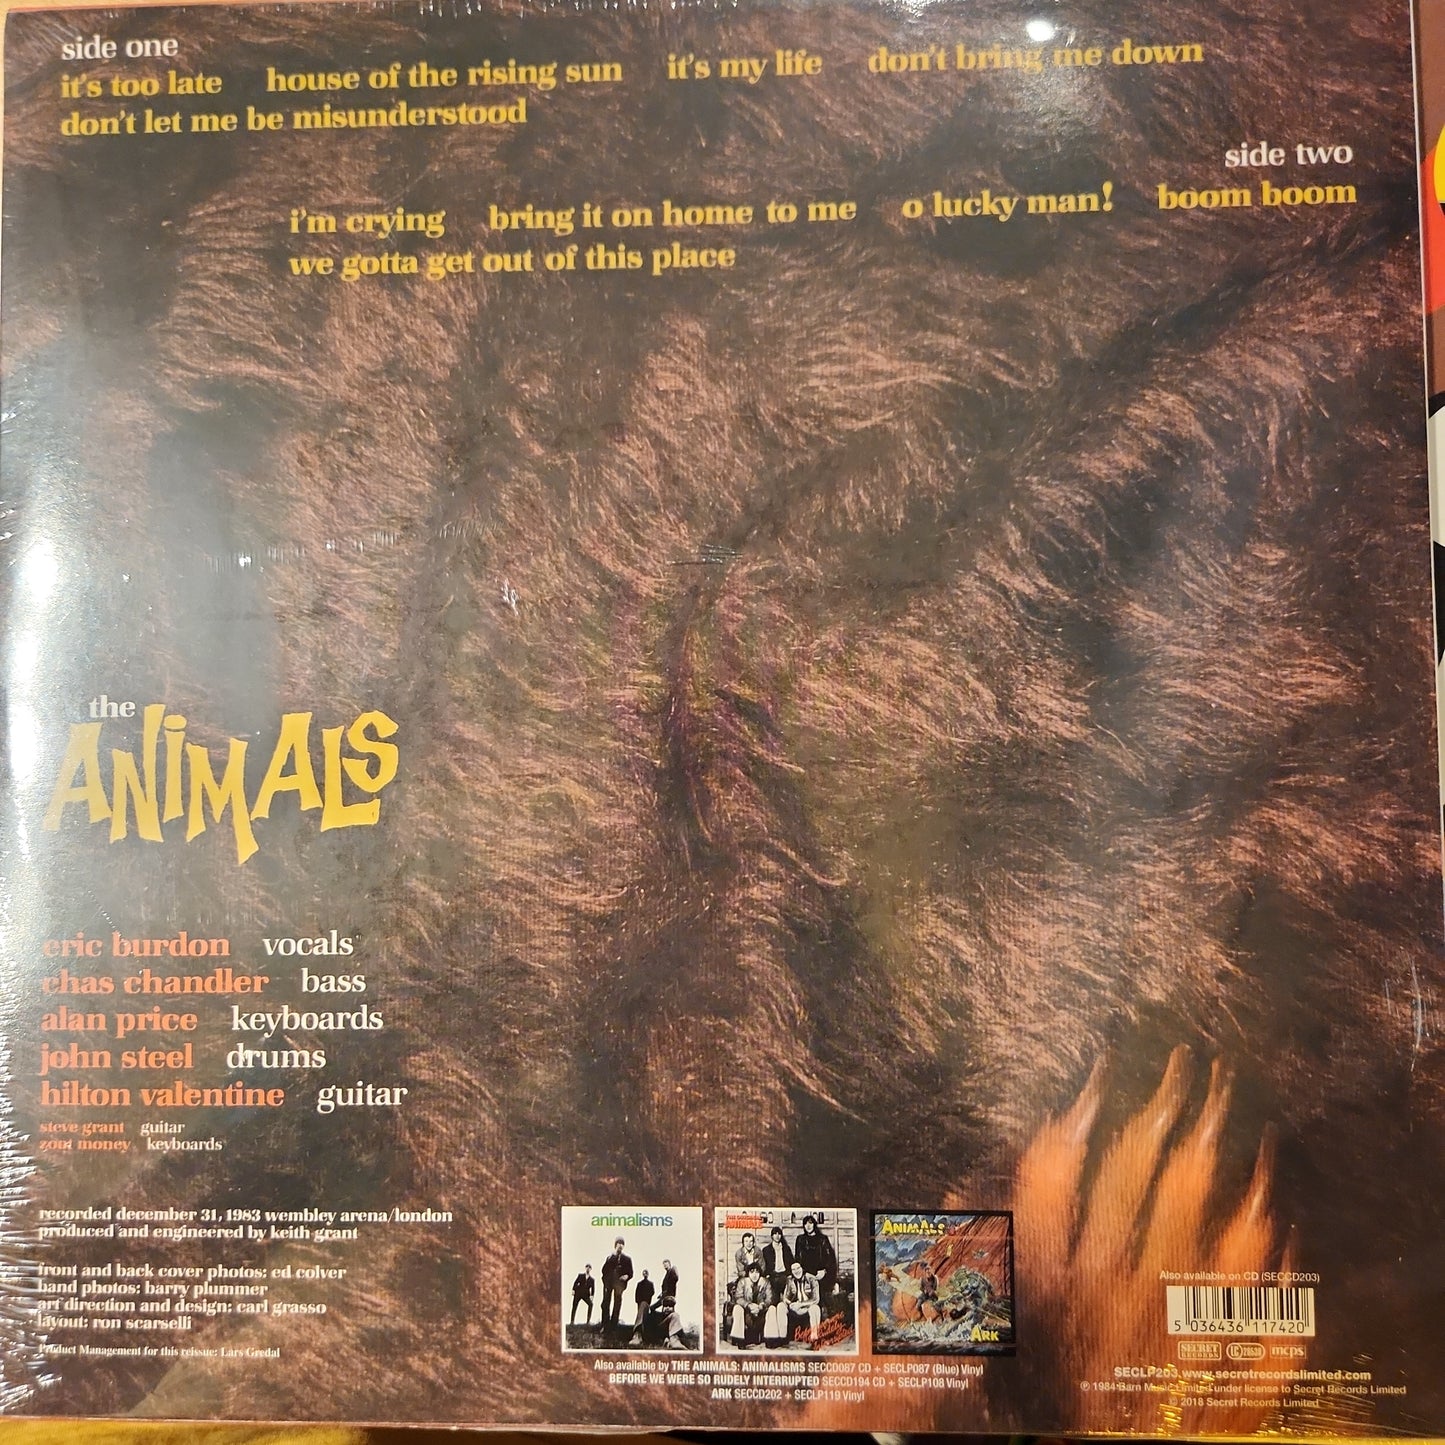 side one
it's too late house of the rising sun it's my life don't bring me down
don't let me be misunderstood
side two
i'm crying bring it on home to me o lucky man! boom boom
we gotta get out of this place
the
ANIMALS
eric burdon vocals
chas chandler bass
alan price keyboards
john steel drums
hilton valentine guitar
steve grant guitar
zoot money keyboards
recorded december 31, 1983 wembley arena/london
produced and engineered by keith grant
front and back cover photos: ed colver
band photos: barry plummer
art direction and design: carl grasso
layout: ron scarselli
Product Management for this reissue: Lars Gredal
animalisms
THE ORIGINAL
ANIMALS
ANIMALS
ARK
Also available by THE ANIMALS: ANIMALISMS SECCD087 CD + SECLP087 (Blue) Vinyl
BEFORE WE WERE SO RUDELY INTERRUPTED SECCD194 CD + SECLP108 Vinyl
ARK SECCD202 + SECLP119 Vinyl
Also available on CD (SECCD203)
5 036436 117420
SECRET RECORDS LC 28538 mcps
SECLP203.www.secretrecordslimited.com
℗ 1984 Barn Music Limited under license to Secret Records Limited
© 2018 Secret Records Limited